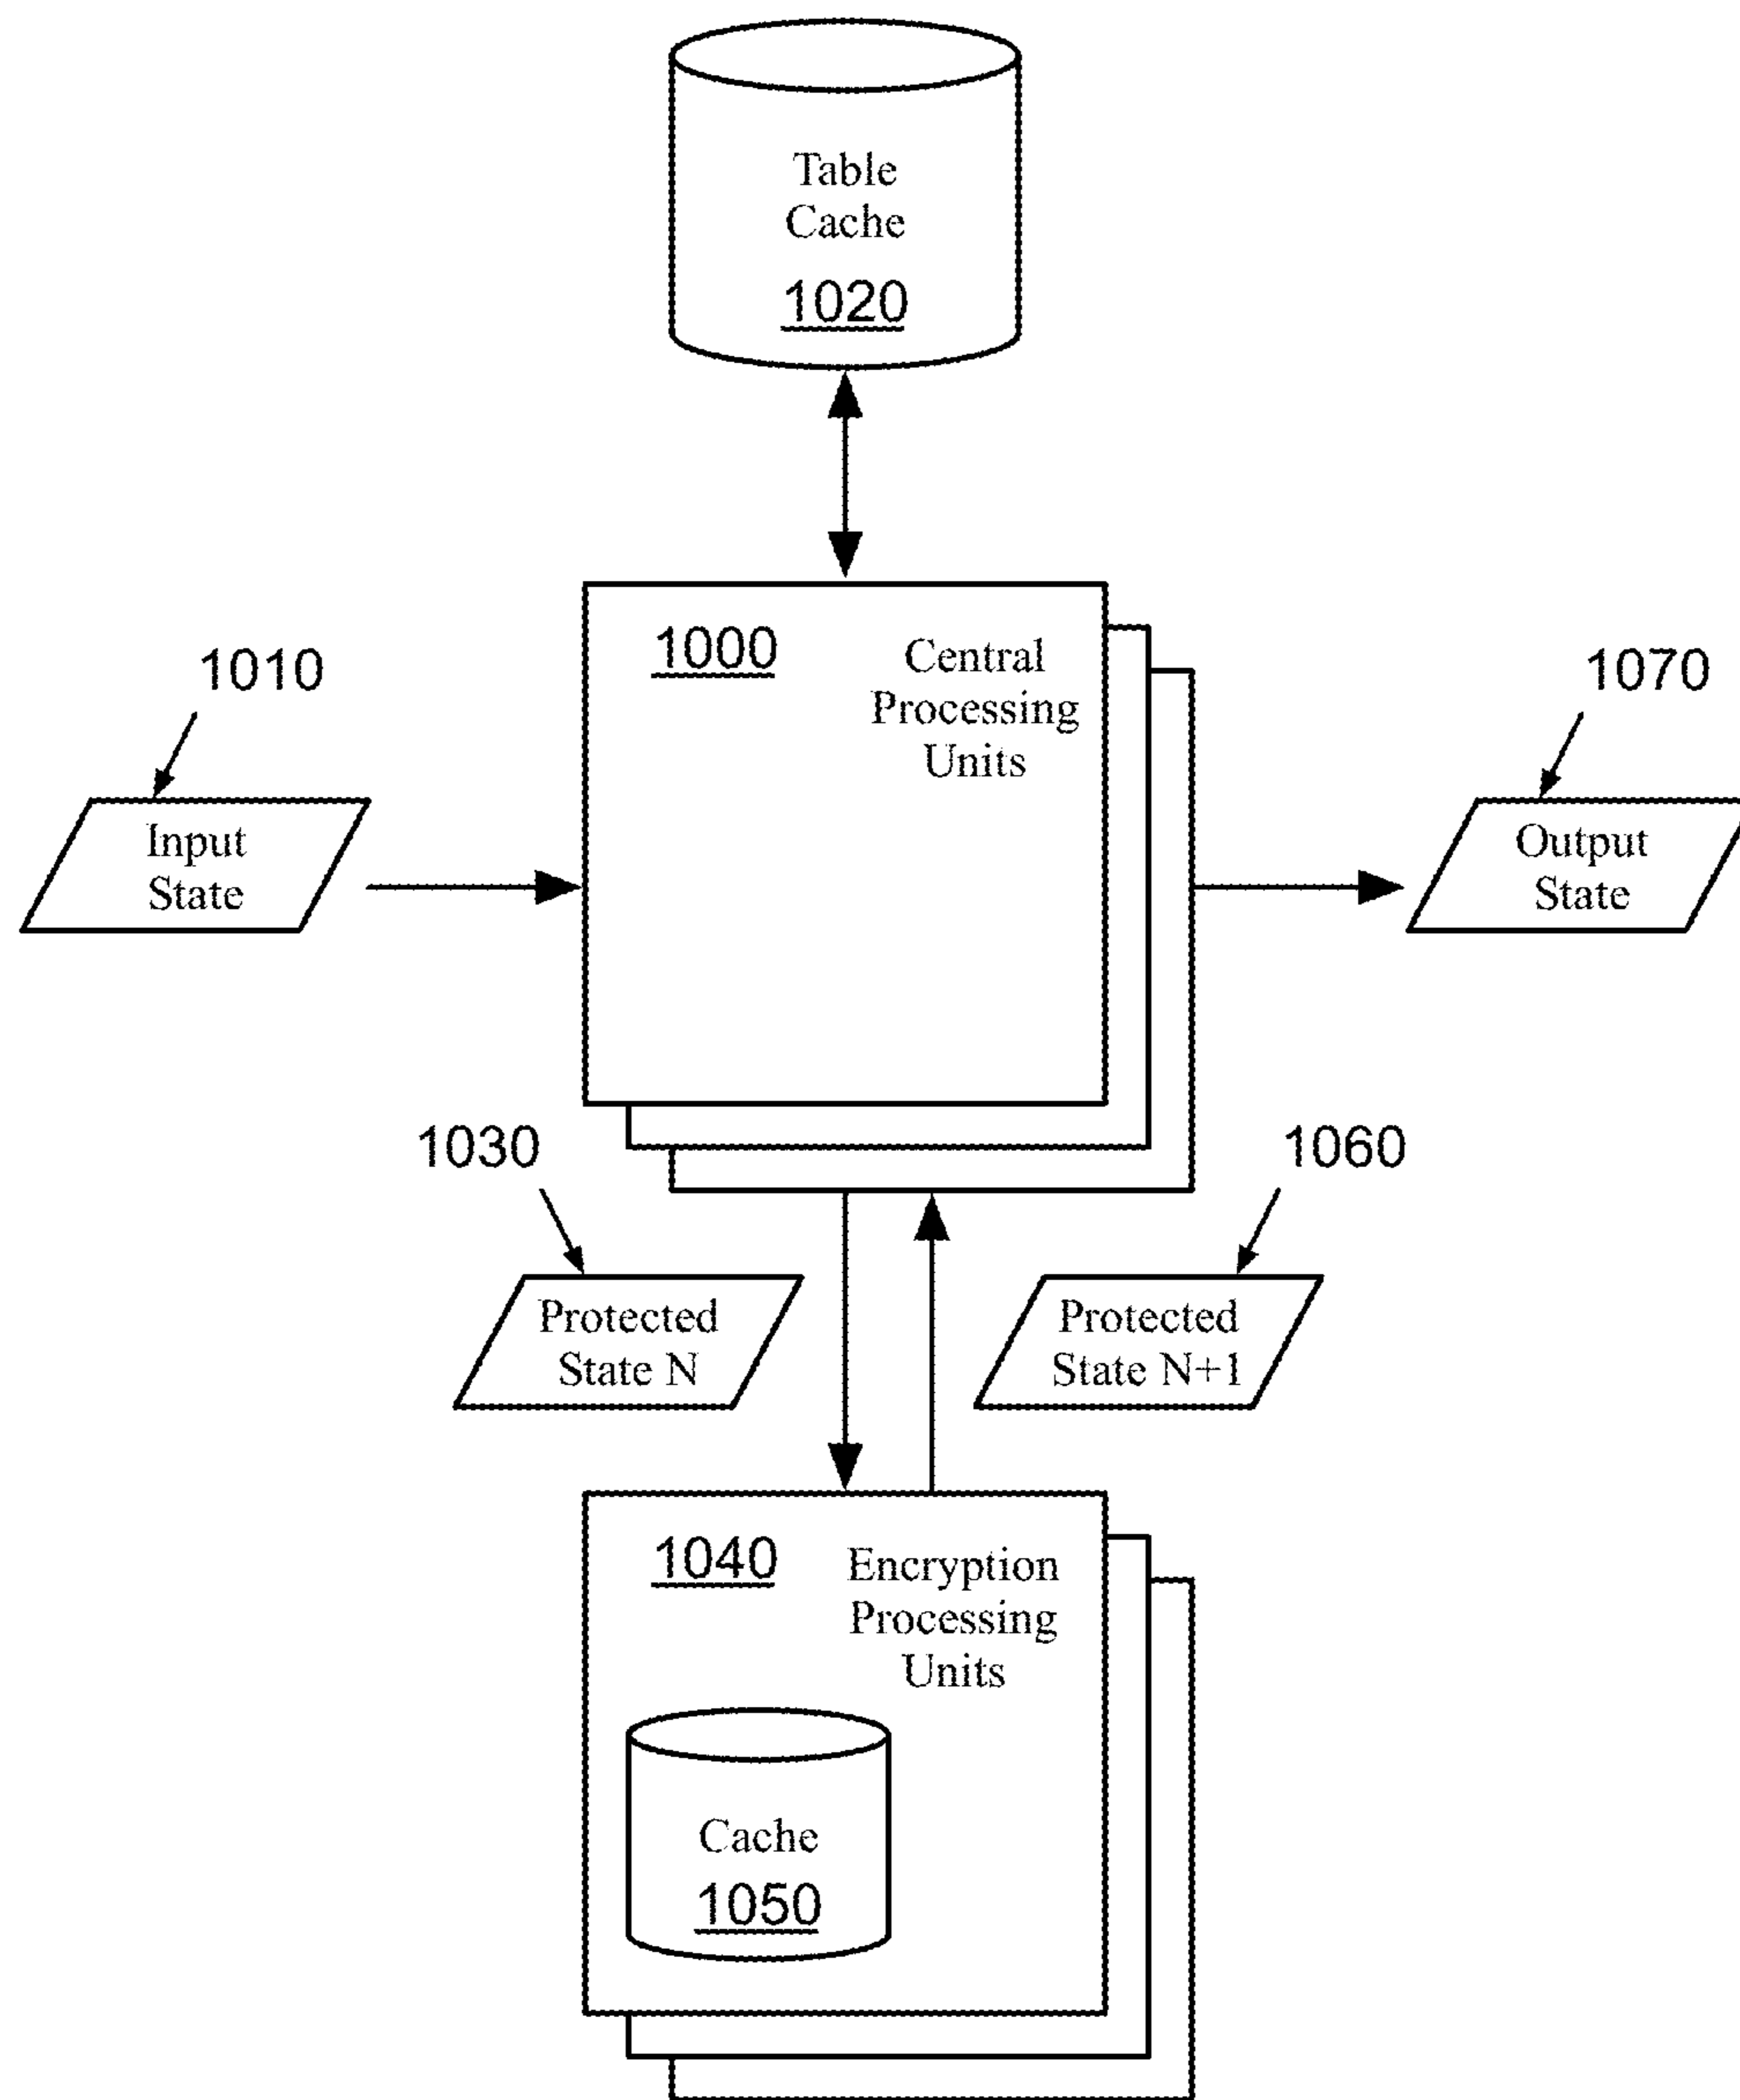 Table
Cache
1020
1000
Central
Processing
Units
1010
1070
Input
State
Output
State
1030
1060
Protected
State N
Protected
State N+1
1040
Encryption
Processing
Units
Cache
1050